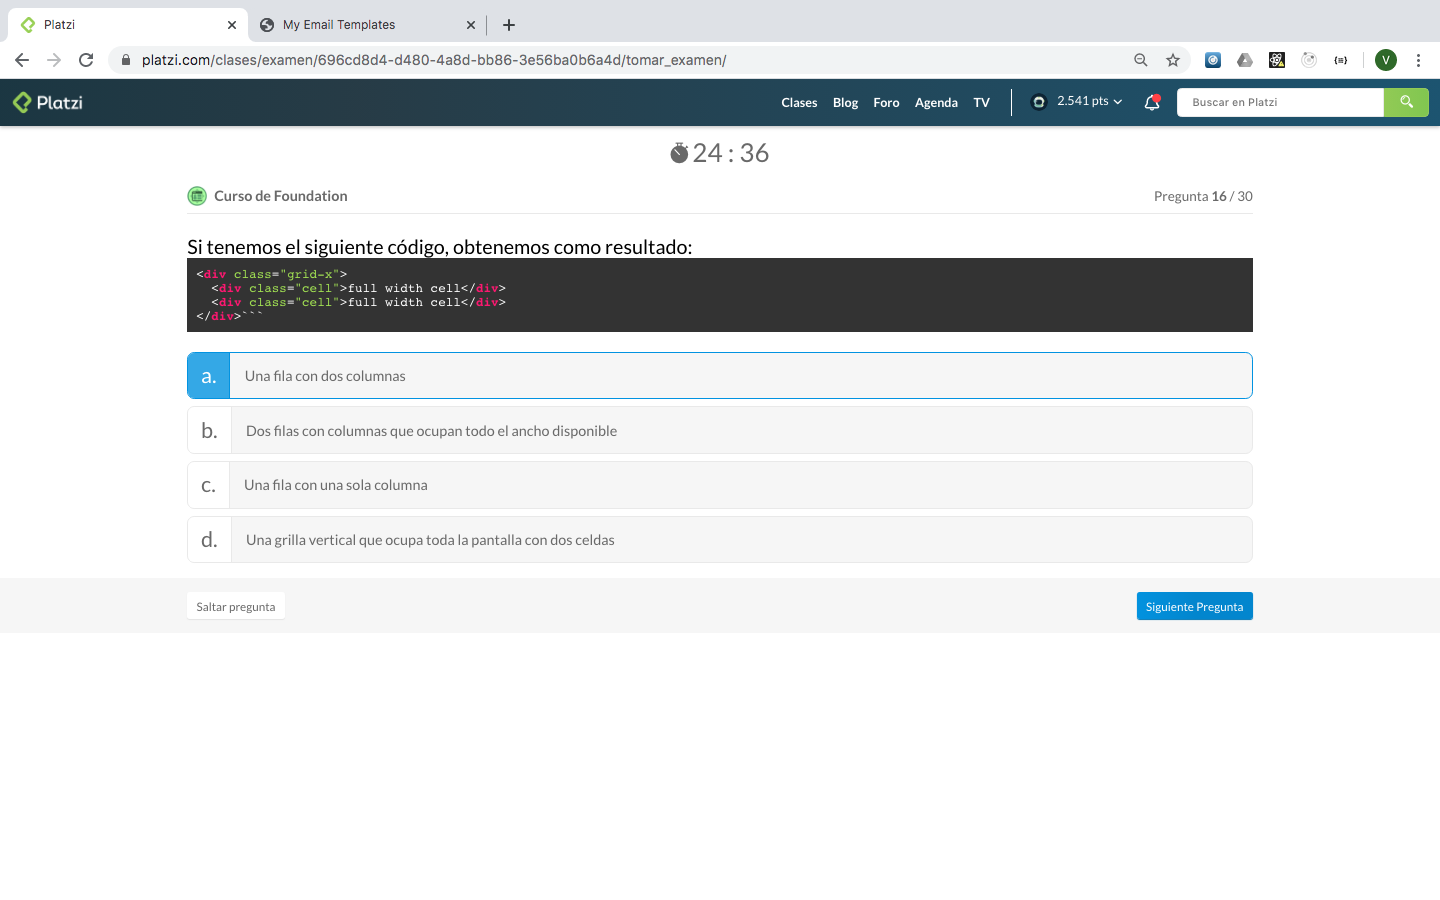 Platzi
My Email Templates
platzi.com/clases/examen/696cd8d4-d480-4a8d-bb86-3e56ba0b6a4d/tomar_examen/
V
Platzi
Clases Blog Foro Agenda TV
2.541 pts
Buscar en Platzi
24 : 36
Curso de Foundation
Pregunta 16 / 30
Si tenemos el siguiente código, obtenemos como resultado:
<div class="grid-x">
  <div class="cell">full width cell</div>
  <div class="cell">full width cell</div>
</div>```
a. Una fila con dos columnas
b. Dos filas con columnas que ocupan todo el ancho disponible
c. Una fila con una sola columna
d. Una grilla vertical que ocupa toda la pantalla con dos celdas
Saltar pregunta
Siguiente Pregunta